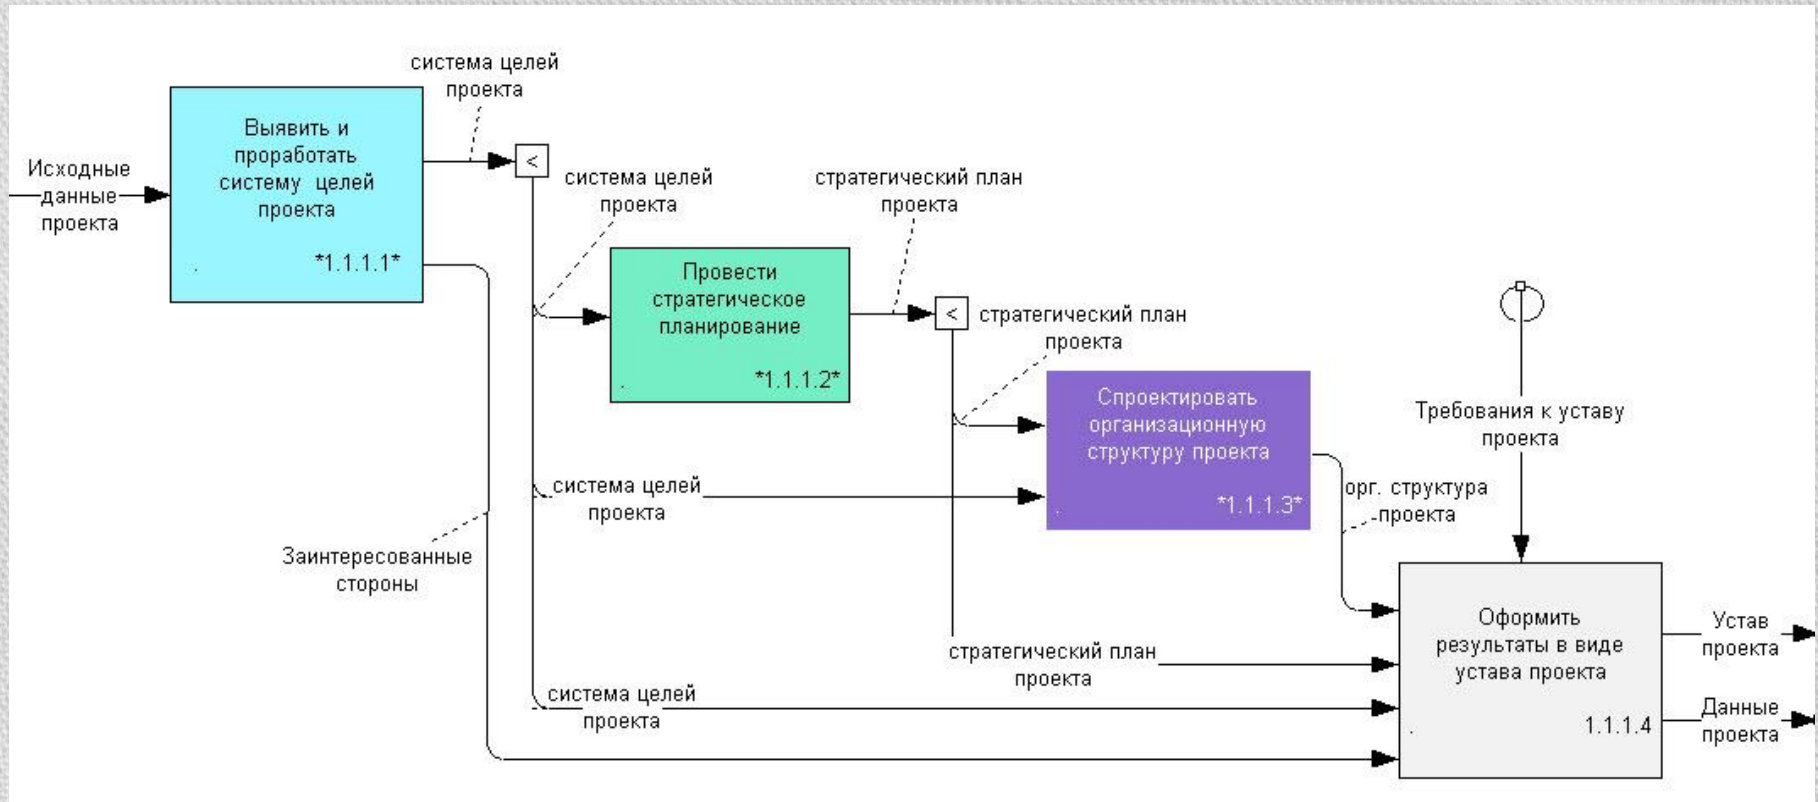 система целей
проекта
Исходные
данные
проекта
Выявить и
проработать
систему целей
проекта
*1.1.1.1*
<
система целей
проекта
стратегический план
проекта
Провести
стратегическое
планирование
*1.1.1.2*
<
стратегический план
проекта
Спроектировать
организационную
структуру проекта
*1.1.1.3*
Требования к уставу
проекта
система целей
проекта
орг. структура
проекта
Заинтересованные
стороны
Оформить
результаты в виде
устава проекта
1.1.1.4
Устав
проекта
стратегический план
проекта
система целей
проекта
Данные
проекта